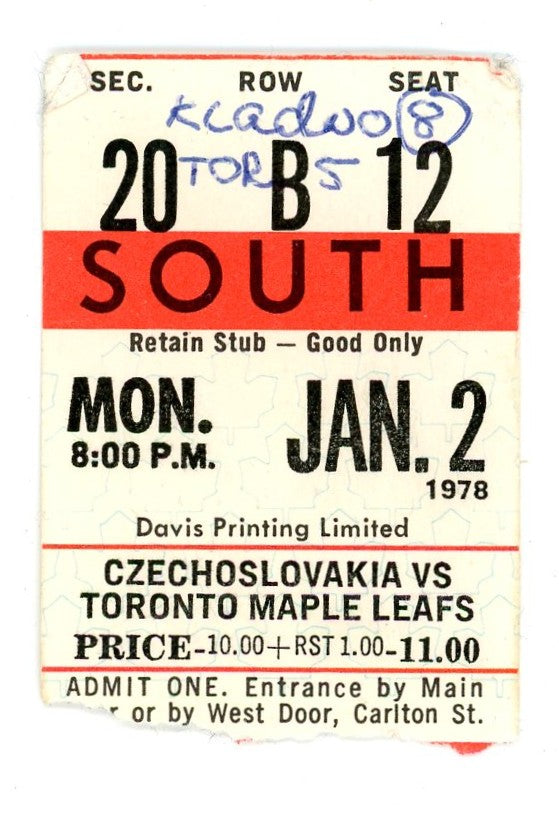 SEC. ROW SEAT
Kladno (8)
20 B 12
TOR 5
SOUTH
Retain Stub — Good Only
MON. JAN. 2
8:00 P.M.
1978
Davis Printing Limited
CZECHOSLOVAKIA VS
TORONTO MAPLE LEAFS
PRICE-10.00+RST 1.00-11.00
ADMIT ONE. Entrance by Main
or by West Door, Carlton St.